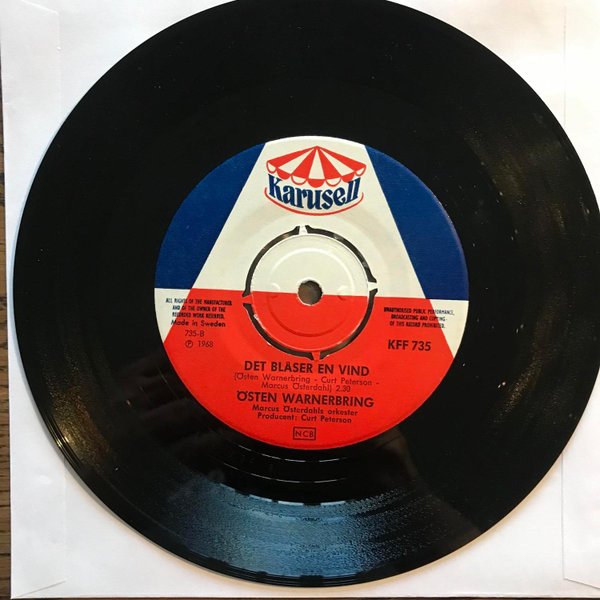 Karusell
ALL RIGHTS OF THE MANUFACTURER
AND OF THE OWNER OF THE
RECORDED WORK RESERVED.
Made in Sweden
735-B
Ⓟ 1968
UNAUTHORISED PUBLIC PERFORMANCE,
BROADCASTING AND COPYING
OF THIS RECORD PROHIBITED.
KFF 735
DET BLÅSER EN VIND
(Östen Warnerbring - Curt Peterson -
Marcus Österdahl) 2.30
ÖSTEN WARNERBRING
Marcus Österdahls orkester
Producent: Curt Peterson
NCB